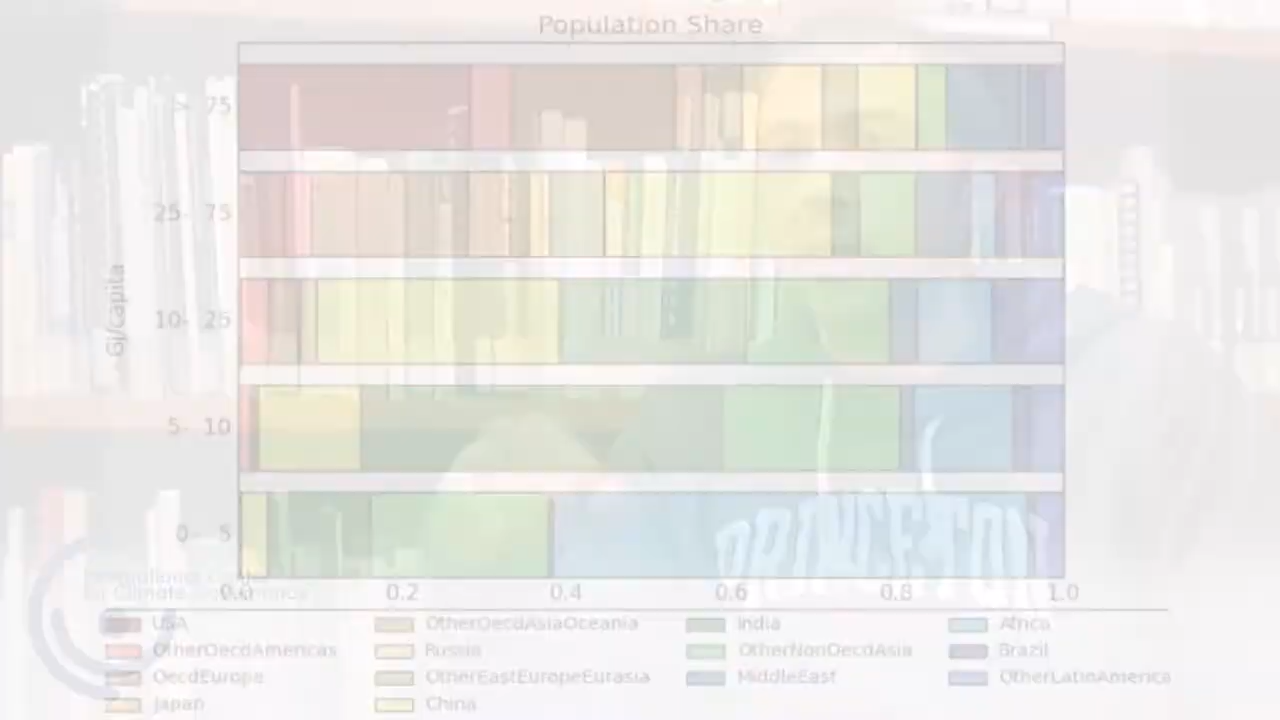 Population Share
> 75
25- 75
10- 25
5- 10
0- 5
Gj/Capita
PRINCETON
0.0 0.2 0.4 0.6 0.8 1.0
USA OtherOecdAsiaOceania India Africa
OtherOecdAmericas Russia OtherNonOecdAsia Brazil
OecdEurope OtherEastEuropeEurasia MiddleEast OtherLatinAmerica
Japan China